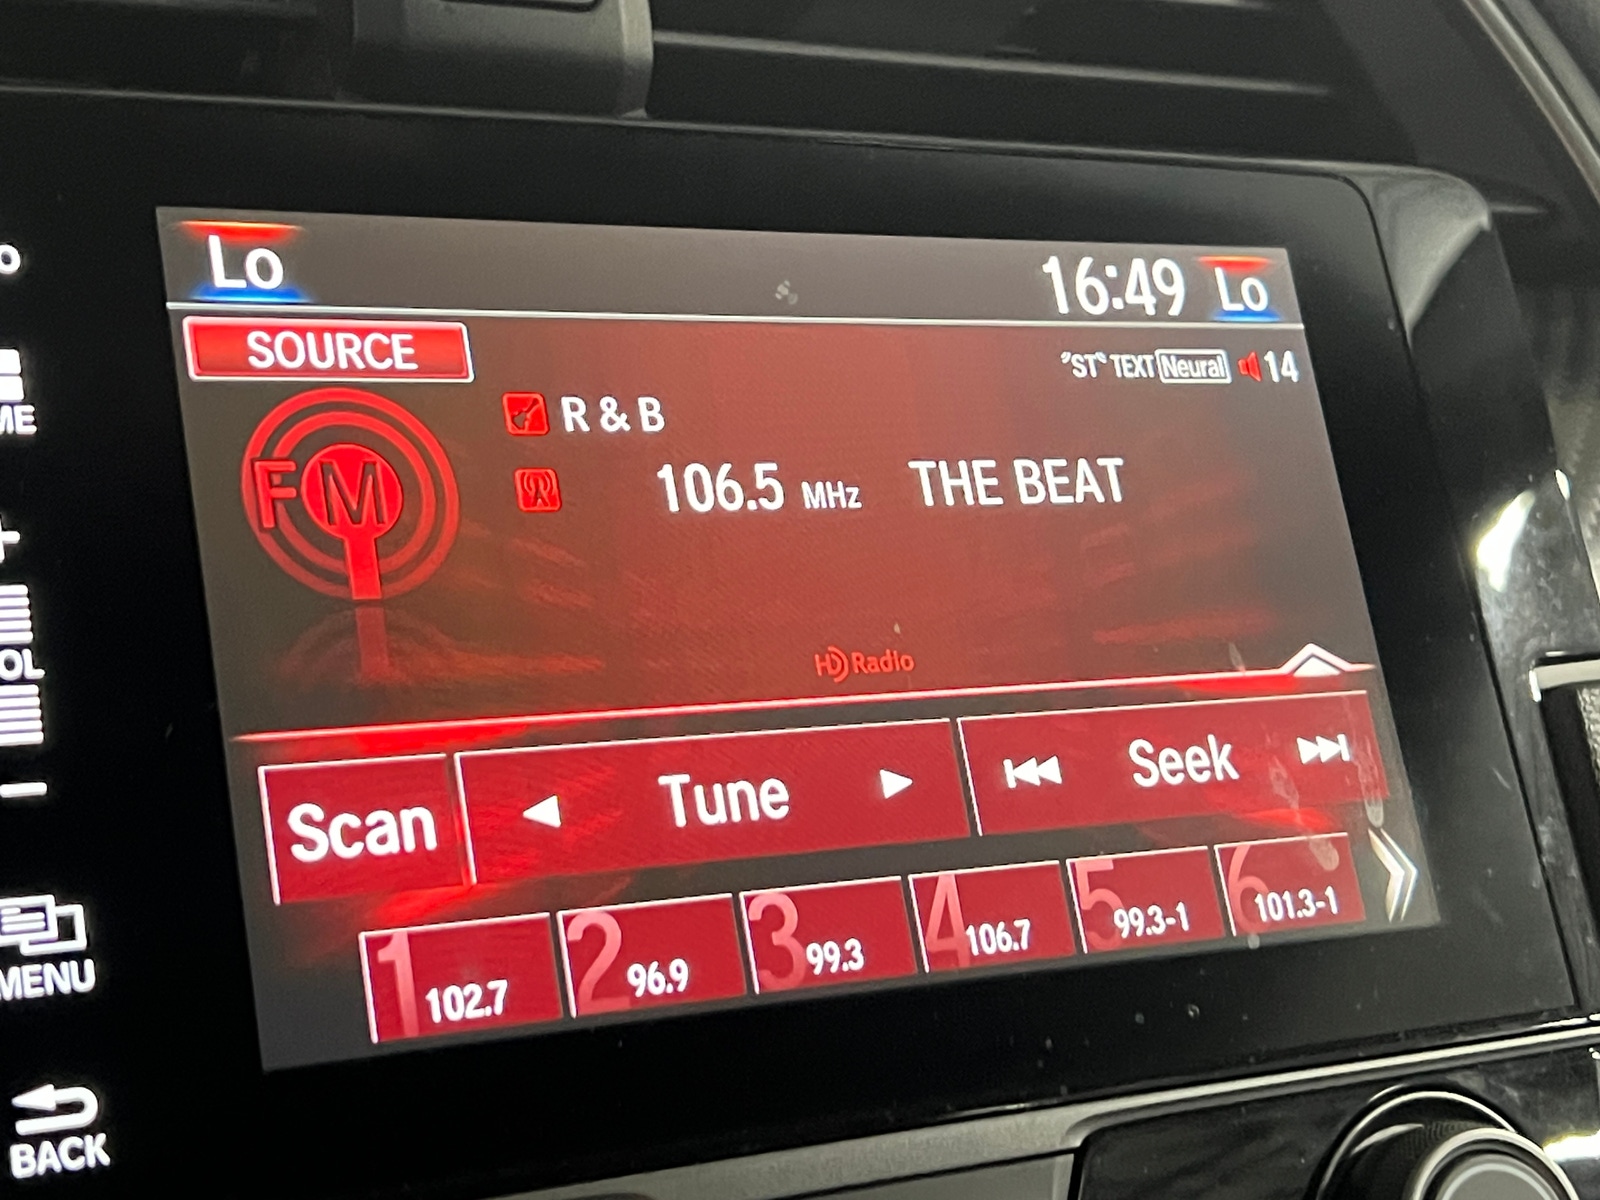 Lo 16:49 Lo
SOURCE
"ST" TEXT Neural 14
FM
R & B
106.5 MHz THE BEAT
HD Radio
Scan Tune Seek
1 102.7 2 96.9 3 99.3 4 106.7 5 99.3-1 6 101.3-1
MENU
BACK